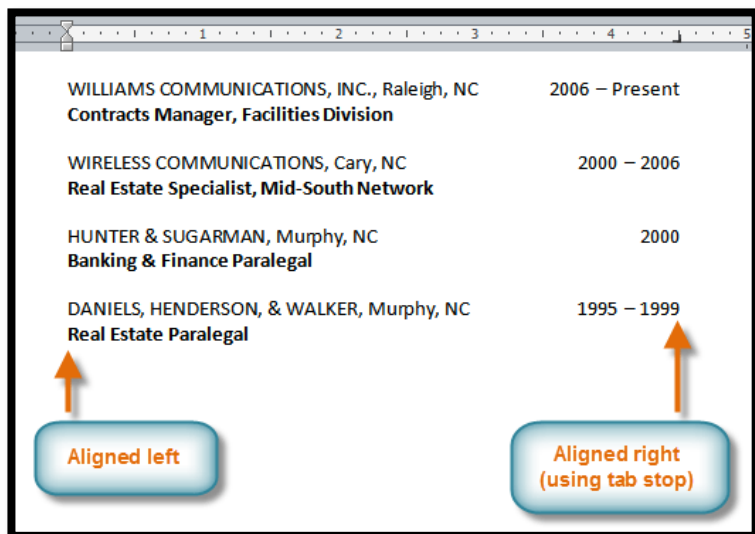 1 2 3 4 5
WILLIAMS COMMUNICATIONS, INC., Raleigh, NC 2006 – Present
Contracts Manager, Facilities Division
WIRELESS COMMUNICATIONS, Cary, NC 2000 – 2006
Real Estate Specialist, Mid-South Network
HUNTER & SUGARMAN, Murphy, NC 2000
Banking & Finance Paralegal
DANIELS, HENDERSON, & WALKER, Murphy, NC 1995 – 1999
Real Estate Paralegal
Aligned left
Aligned right
(using tab stop)